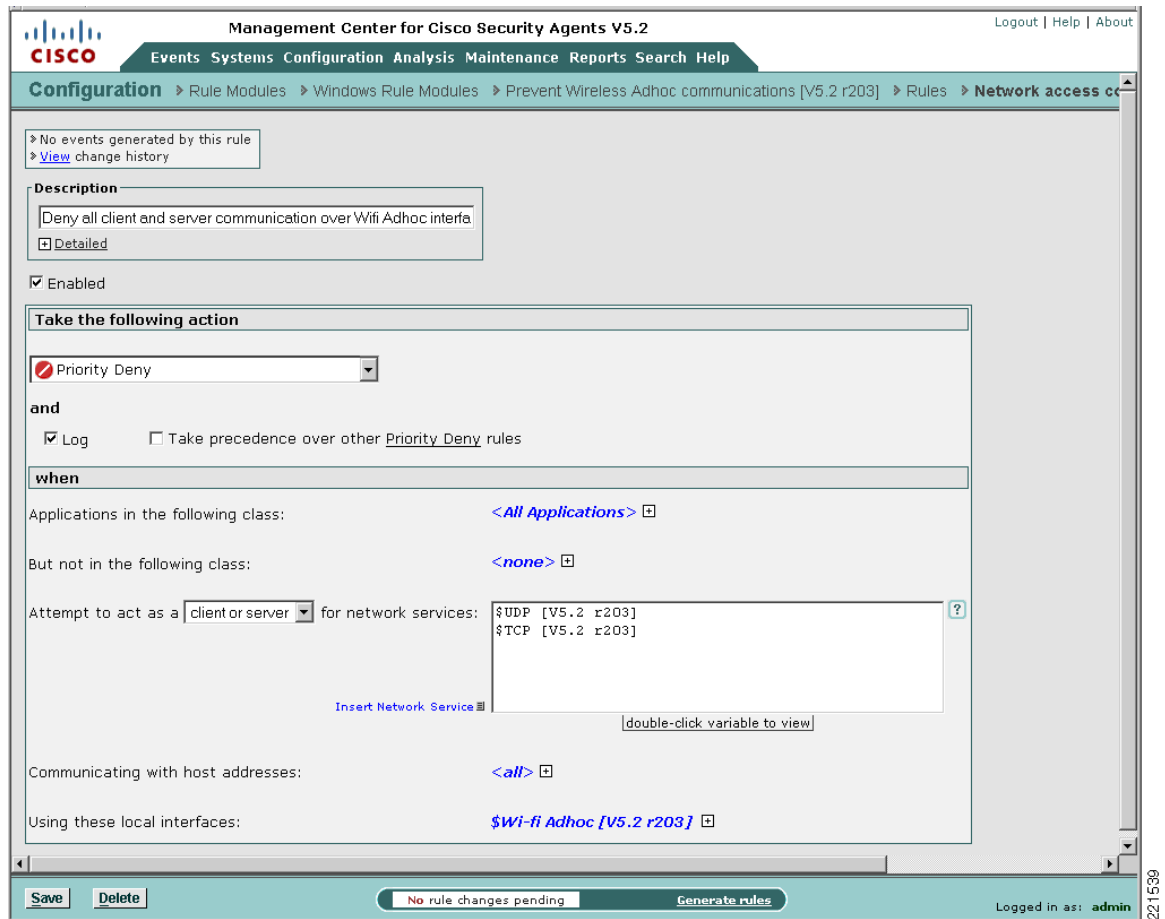 Management Center for Cisco Security Agents V5.2
Logout | Help | About
CISCO
Events Systems Configuration Analysis Maintenance Reports Search Help
Configuration > Rule Modules > Windows Rule Modules > Prevent Wireless Adhoc communications [V5.2 r203] > Rules > Network access co
No events generated by this rule
View change history
Description
Deny all client and server communication over Wifi Adhoc interfa
Detailed
Enabled
Take the following action
Priority Deny
and
Log Take precedence over other Priority Deny rules
when
Applications in the following class: <All Applications>
But not in the following class: <none>
Attempt to act as a client or server for network services: $UDP [V5.2 r203]
$TCP [V5.2 r203]
?
Insert Network Service
double-click variable to view
Communicating with host addresses: <all>
Using these local interfaces: $Wi-fi Adhoc [V5.2 r203]
Save Delete No rule changes pending Generate rules Logged in as: admin
221539